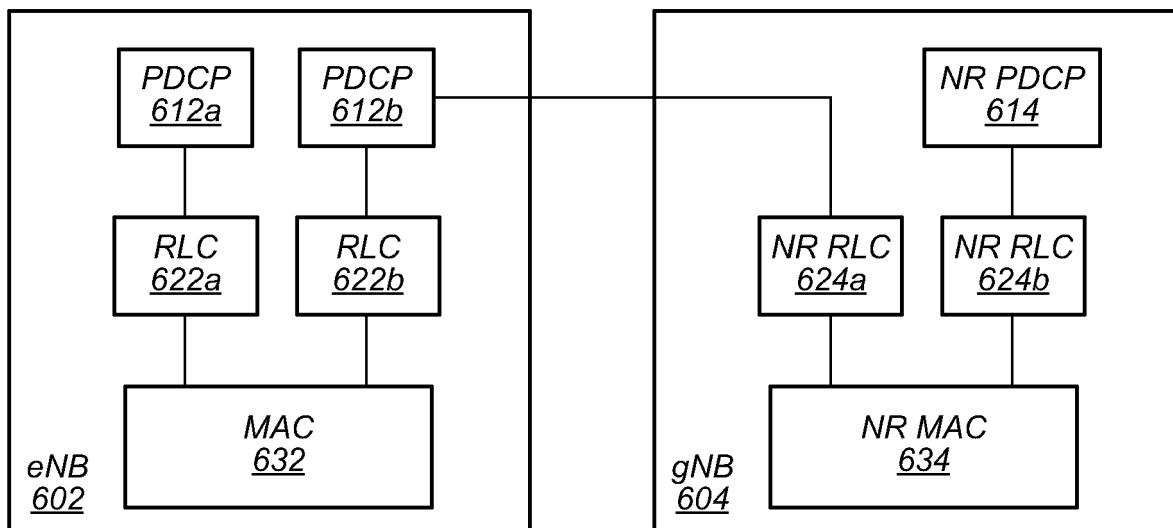 PDCP
612a
PDCP
612b
RLC
622a
RLC
622b
MAC
632
eNB
602
NR PDCP
614
NR RLC
624a
NR RLC
624b
NR MAC
634
gNB
604